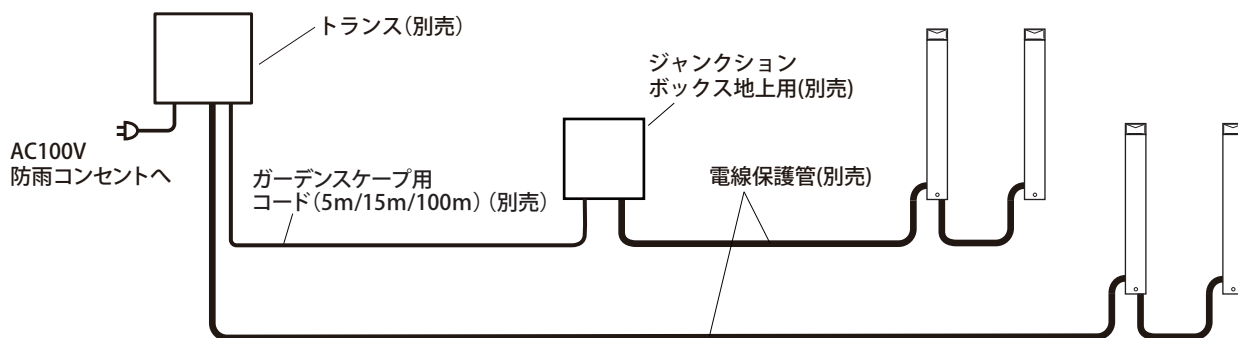 トランス(別売)
ジャンクション
ボックス地上用(別売)
AC100V
防雨コンセントへ
ガーデンスケープ用
コード(5m/15m/100m) (別売)
電線保護管(別売)